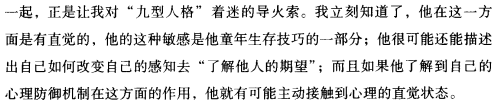 一起，正是让我对“九型人格”着迷的导火索。我立刻知道了，他在这一方
面是有直觉的，他的这种敏感是他童年生存技巧的一部分；他很可能还能描述
出自己如何改变自己的感知去“了解他人的期望”；而且如果他了解到自己的
心理防御机制在这方面的作用，他就有可能主动接触到心理的直觉状态。